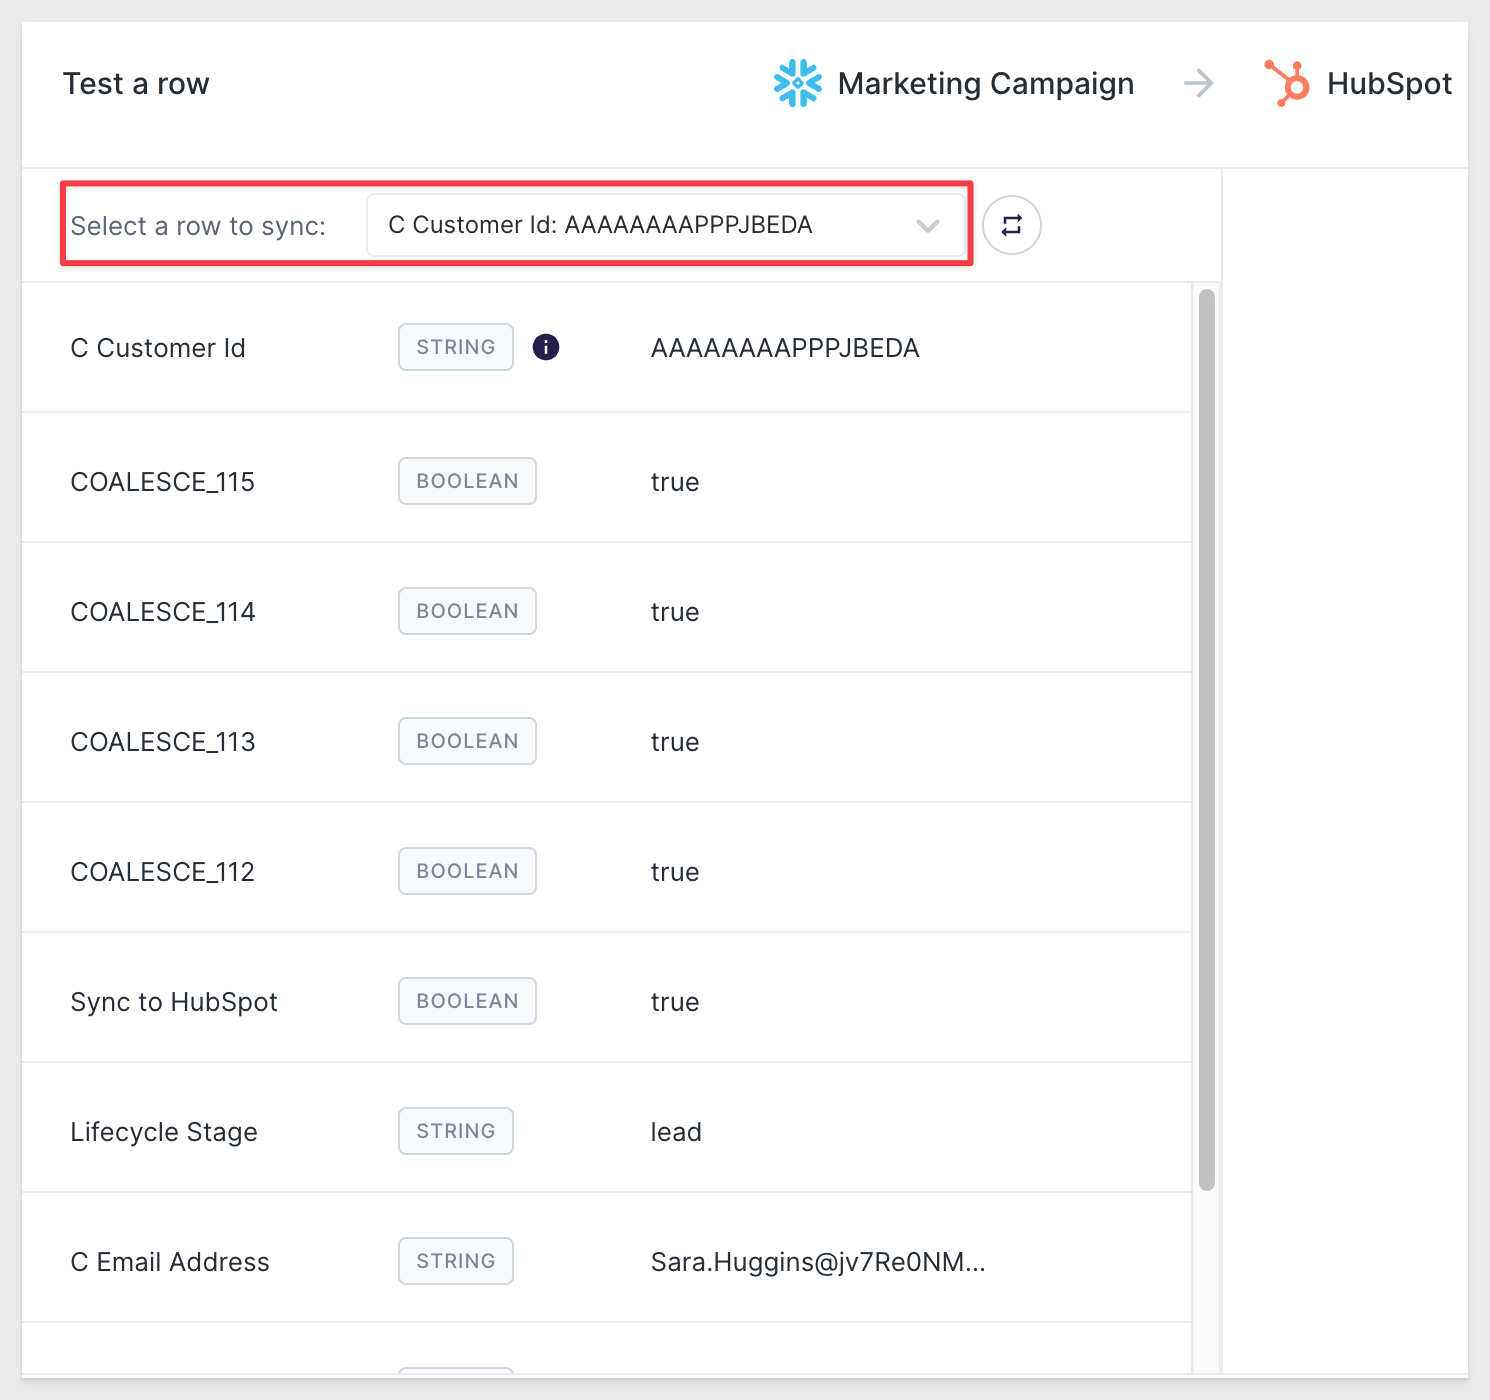 Test a row
Marketing Campaign
HubSpot
Select a row to sync:
C Customer Id: AAAAAAAAPPPJBEDA
C Customer Id STRING AAAAAAAAPPPJBEDA
COALESCE_115 BOOLEAN true
COALESCE_114 BOOLEAN true
COALESCE_113 BOOLEAN true
COALESCE_112 BOOLEAN true
Sync to HubSpot BOOLEAN true
Lifecycle Stage STRING lead
C Email Address STRING Sara.Huggins@jv7Re0NM...